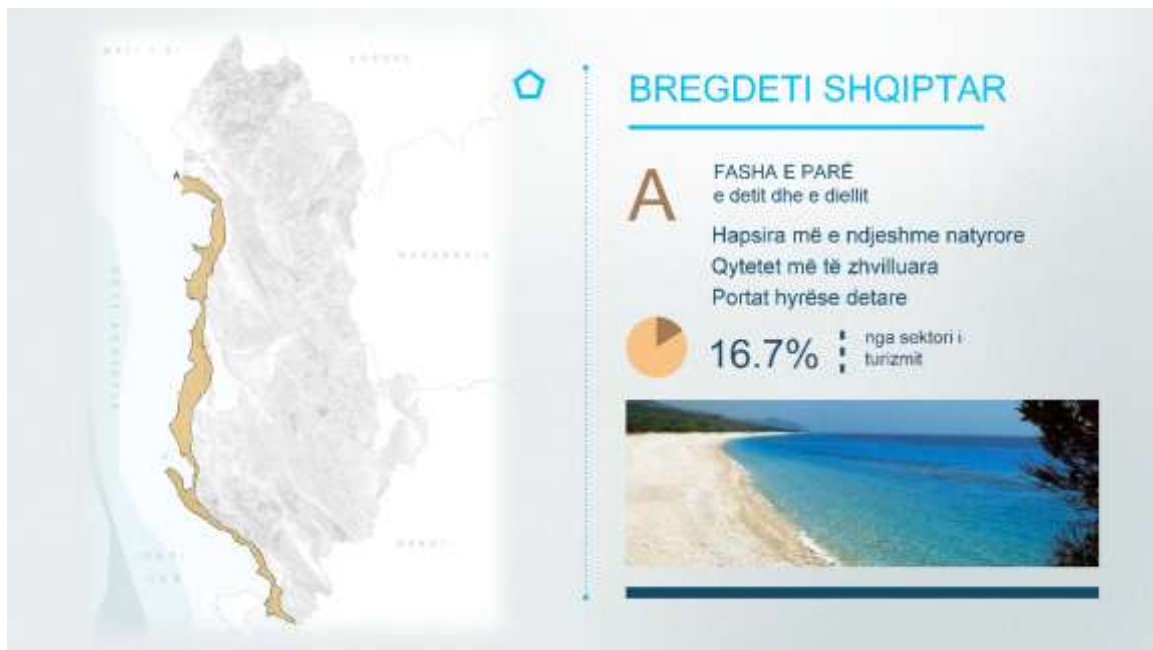 BREGDETI SHQIPTAR
A
FASHA E PARË
e detit dhe e diellit
Hapsira më e ndjeshme natyrore
Qytetet më të zhvilluara
Portat hyrëse detare
16.7%
nga sektori i
turizmit
A